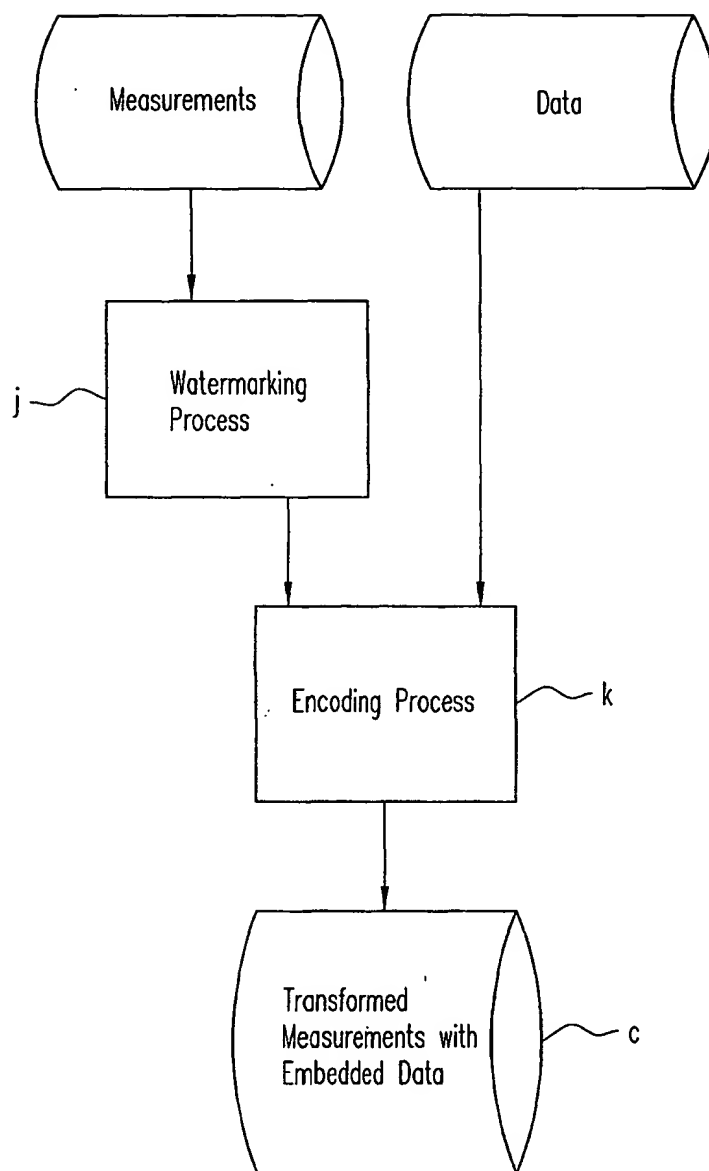 Measurements
Data
Watermarking
Process
j
Encoding Process
k
Transformed
Measurements with
Embedded Data
c